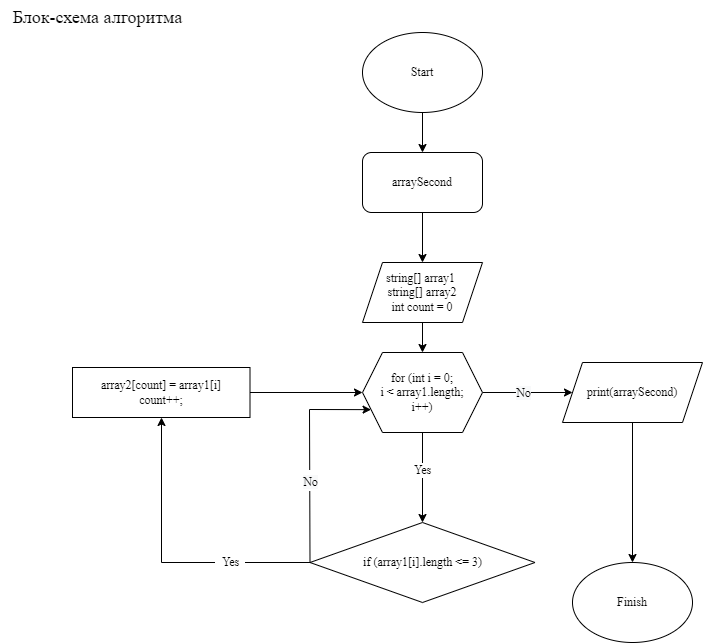 Блок-схема алгоритма
Start
arraySecond
string[] array1
string[] array2
int count = 0
array2[count] = array1[i]
count++;
for (int i = 0;
i < array1.length;
i++)
No
print(arraySecond)
Yes
No
Yes
if (array1[i].length <= 3)
Finish